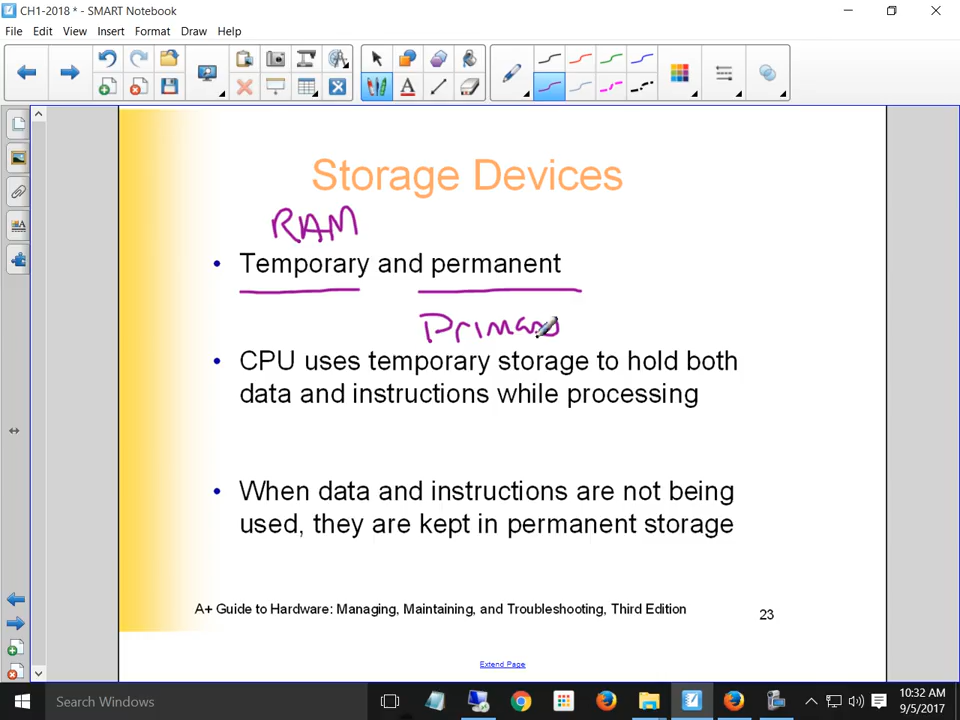 CH1-2018 * - SMART Notebook
File Edit View Insert Format Draw Help
Storage Devices
RAM
• Temporary and permanent
• CPU uses temporary storage to hold both
data and instructions while processing
• When data and instructions are not being
used, they are kept in permanent storage
A+ Guide to Hardware: Managing, Maintaining, and Troubleshooting, Third Edition
23
Extend Page
Search Windows
10:32 AM
9/5/2017